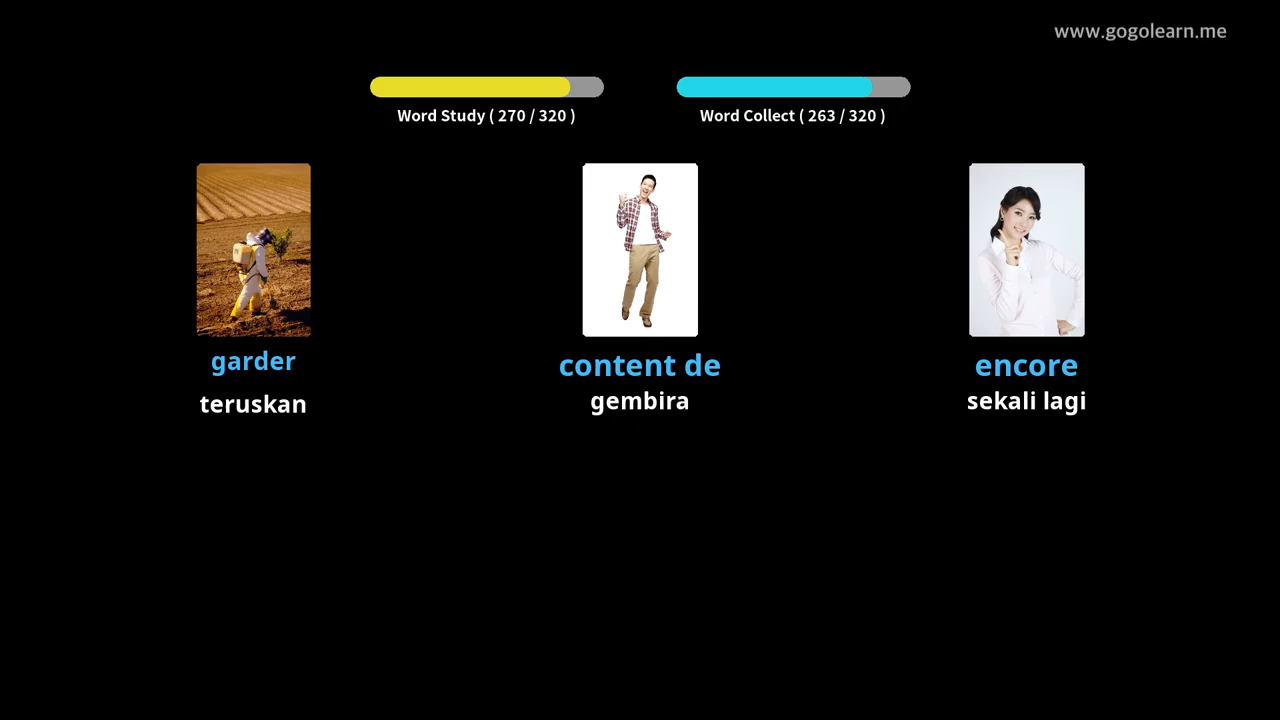 www.gogolearn.me
Word Study ( 270 / 320 )
Word Collect ( 263 / 320 )
garder
teruskan
content de
gembira
encore
sekali lagi